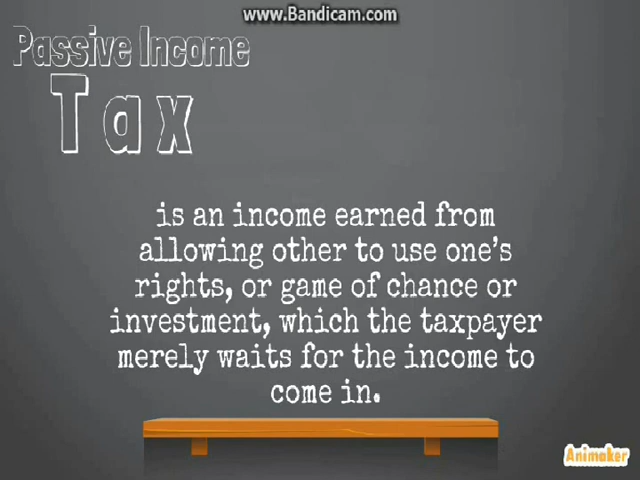 www.Bandicam.com
Passive Income
Tax
is an income earned from
allowing other to use one's
rights, or game of chance or
investment, which the taxpayer
merely waits for the income to
come in.
Animaker